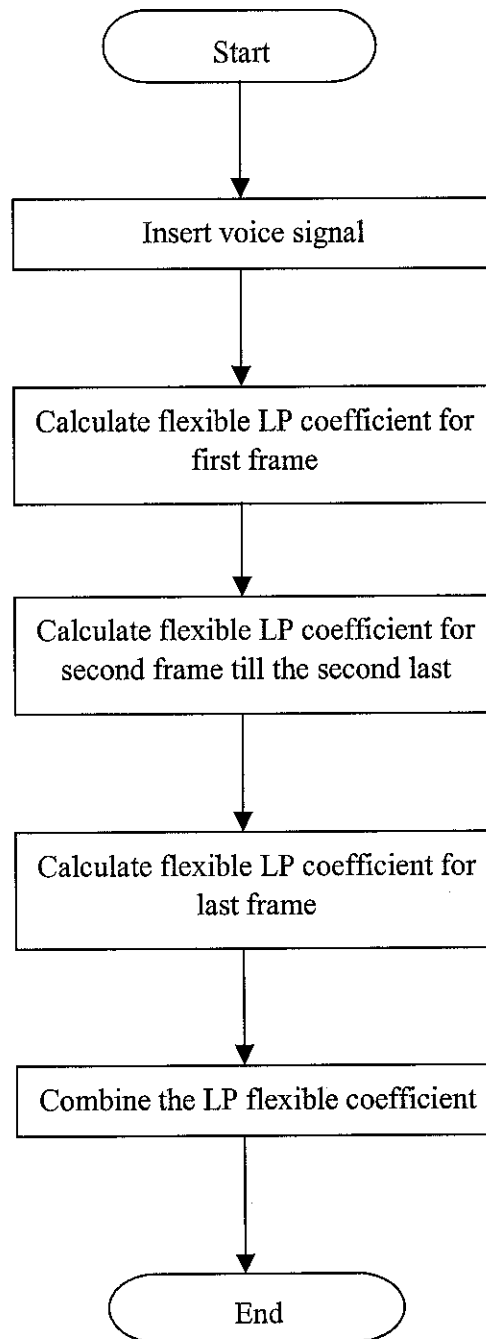 Start
Insert voice signal
Calculate flexible LP coefficient for
first frame
Calculate flexible LP coefficient for
second frame till the second last
Calculate flexible LP coefficient for
last frame
Combine the LP flexible coefficient
End